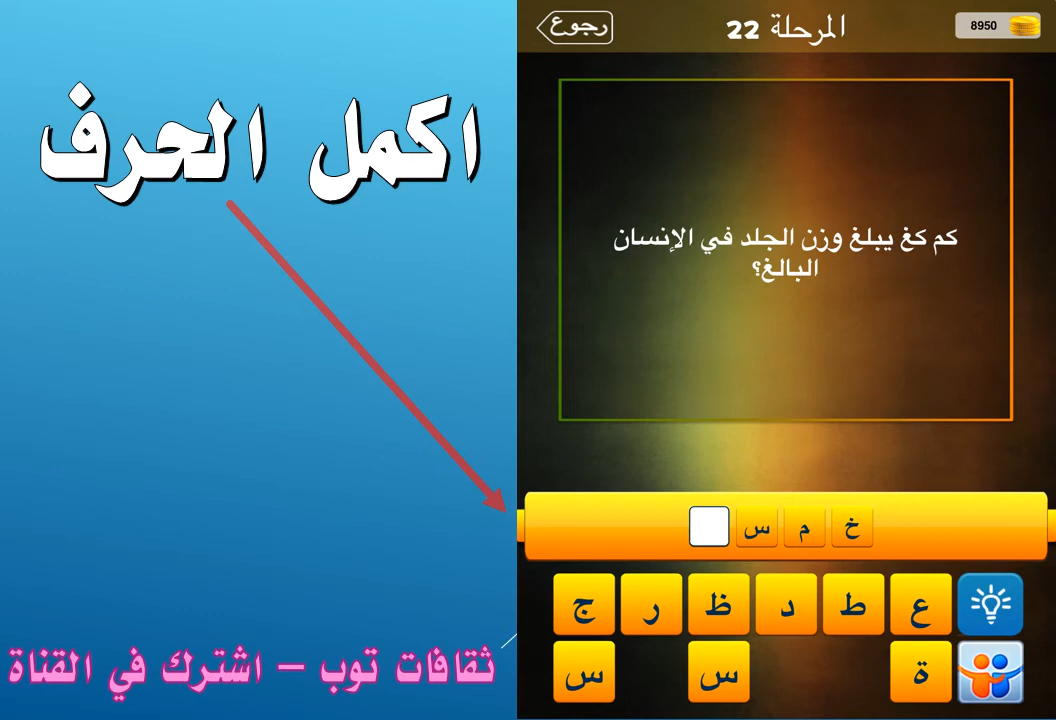 اكمل الحرف
ثقافات توب – اشترك في القناة
رجوع
المرحلة 22
8950
كم كغ يبلغ وزن الجلد في الإنسان
البالغ؟
خ م س
ع ط د ظ ر ج
ة س س